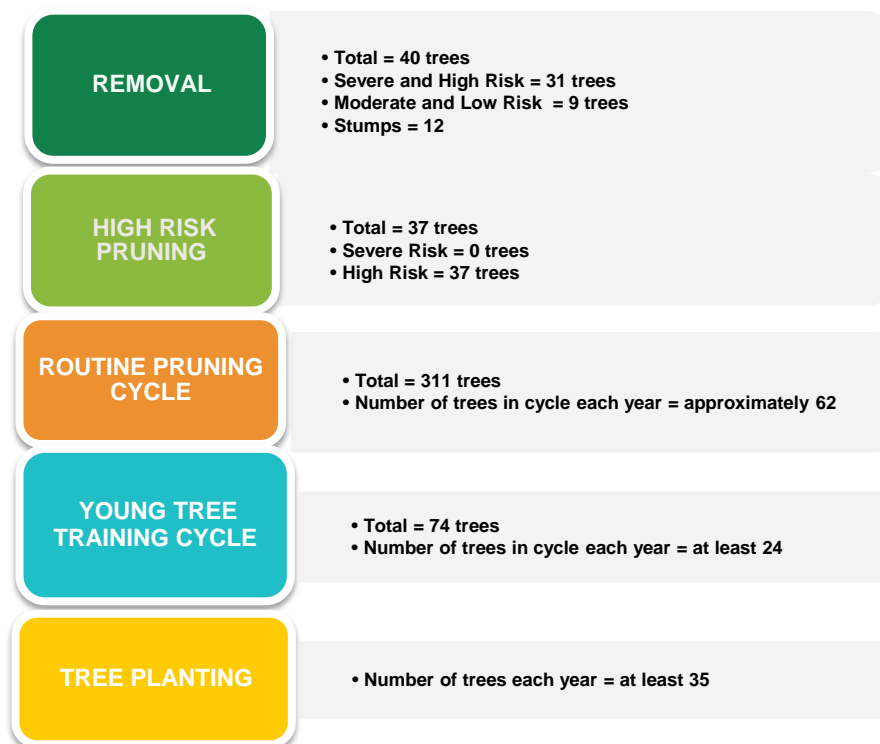 REMOVAL
• Total = 40 trees
• Severe and High Risk = 31 trees
• Moderate and Low Risk  = 9 trees
• Stumps = 12
HIGH RISK
PRUNING
• Total = 37 trees
• Severe Risk = 0 trees
• High Risk = 37 trees
ROUTINE PRUNING
CYCLE
• Total = 311 trees
• Number of trees in cycle each year = approximately 62
YOUNG TREE
TRAINING CYCLE
• Total = 74 trees
• Number of trees in cycle each year = at least 24
TREE PLANTING
• Number of trees each year = at least 35